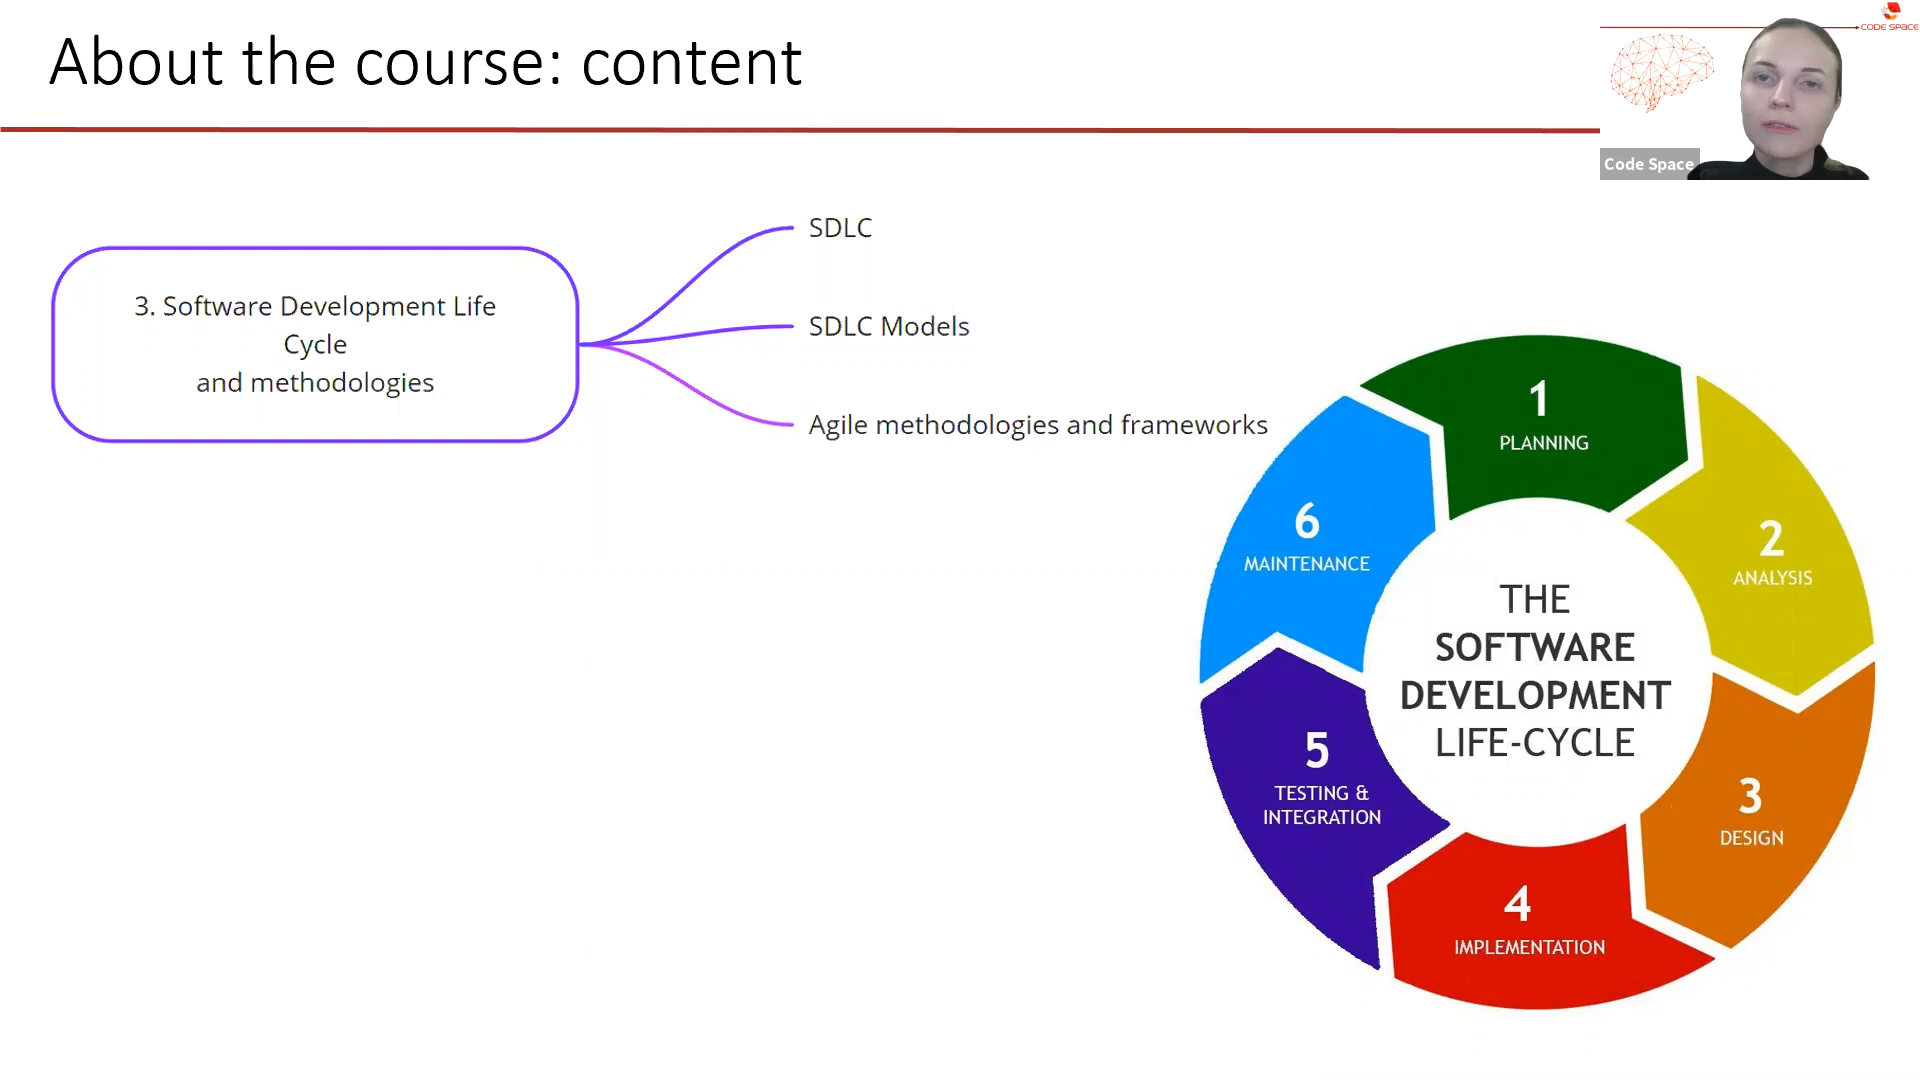 About the course: content
CODE SPACE
Code Space
3. Software Development Life
Cycle
and methodologies
SDLC
SDLC Models
Agile methodologies and frameworks
1
PLANNING
2
ANALYSIS
3
DESIGN
4
IMPLEMENTATION
5
TESTING &
INTEGRATION
6
MAINTENANCE
THE
SOFTWARE
DEVELOPMENT
LIFE-CYCLE